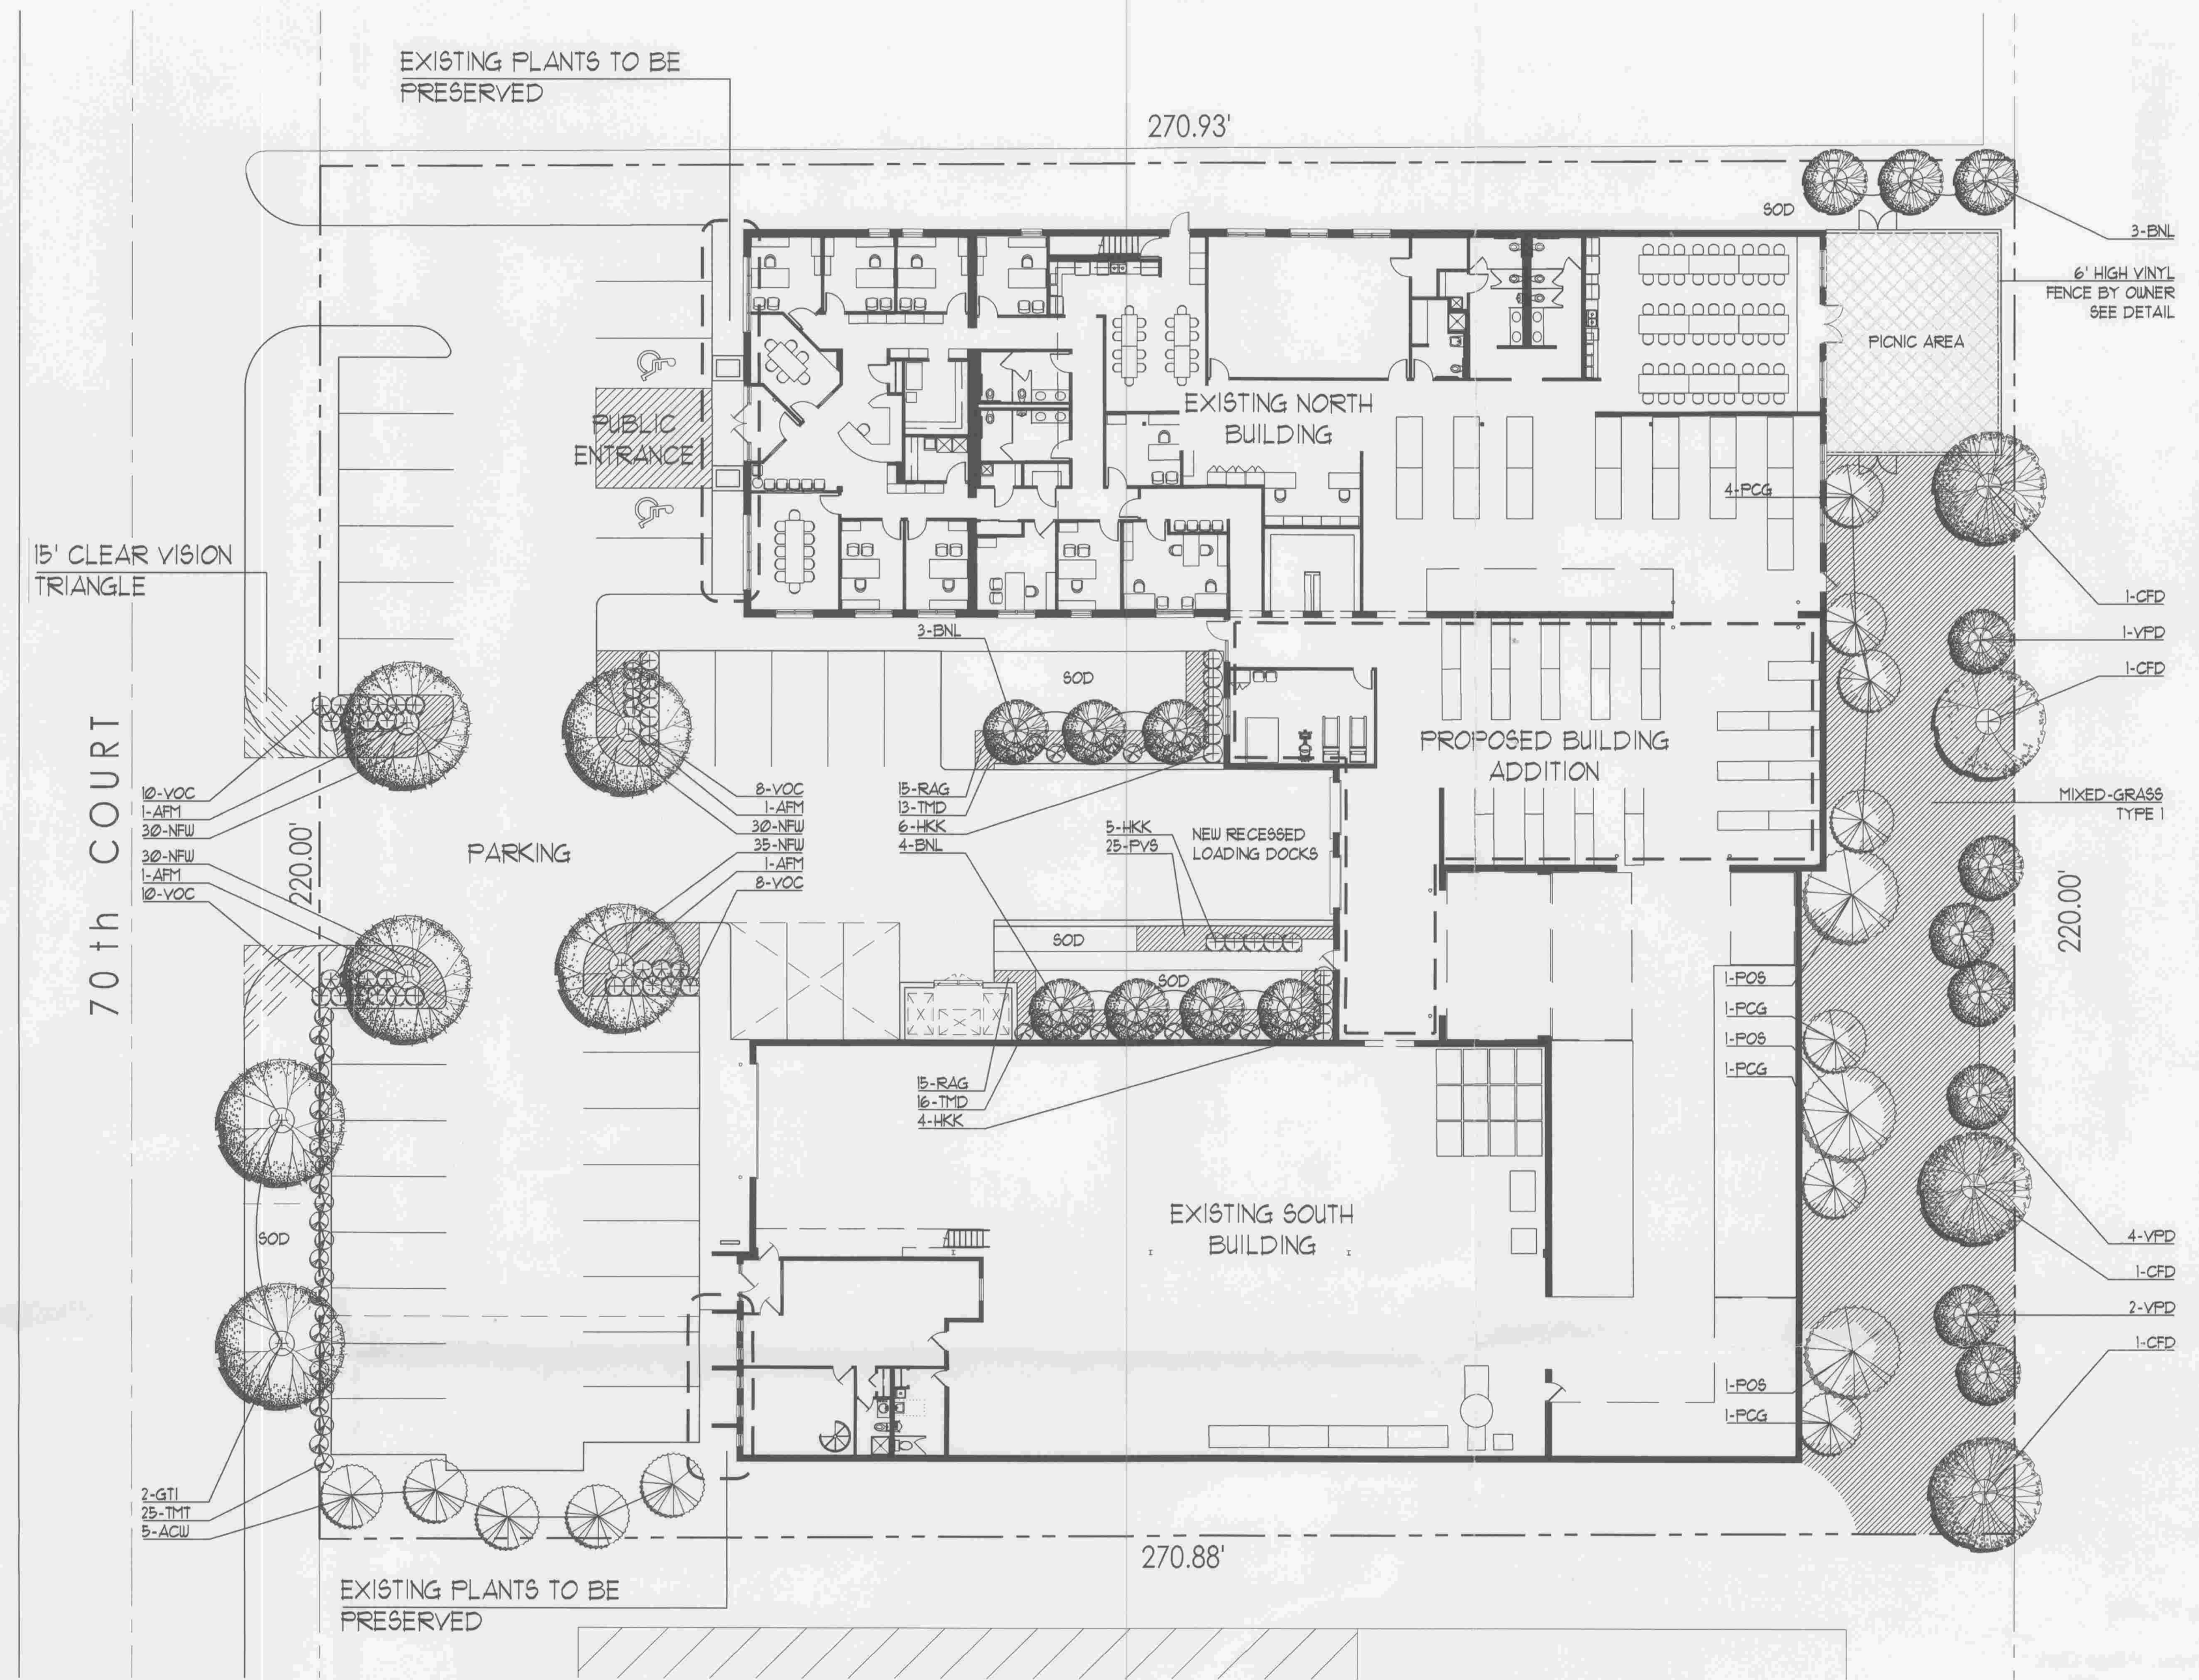 EXISTING PLANTS TO BE
PRESERVED
270.93'
SOD
3-BNL
6' HIGH VINYL
FENCE BY OWNER
SEE DETAIL
PICNIC AREA
PUBLIC
ENTRANCE
EXISTING NORTH
BUILDING
4-PCG
15' CLEAR VISION
TRIANGLE
1-CFD
1-VPD
1-CFD
3-BNL
SOD
PROPOSED BUILDING
ADDITION
MIXED-GRASS
TYPE 1
70th COURT
10-VOC
1-AFM
30-NFW
30-NFW
1-AFM
10-VOC
220.00'
PARKING
8-VOC
1-AFM
30-NFW
35-NFW
1-AFM
8-VOC
15-RAG
13-TMD
6-HKK
4-BNL
5-HKK
25-PVS
NEW RECESSED
LOADING DOCKS
220.00'
SOD
SOD
1-POS
1-PCG
1-POS
1-PCG
15-RAG
16-TMD
4-HKK
EXISTING SOUTH
BUILDING
SOD
4-VPD
1-CFD
2-VPD
1-CFD
1-POS
1-PCG
2-GTI
25-TMT
5-ACW
270.88'
EXISTING PLANTS TO BE
PRESERVED